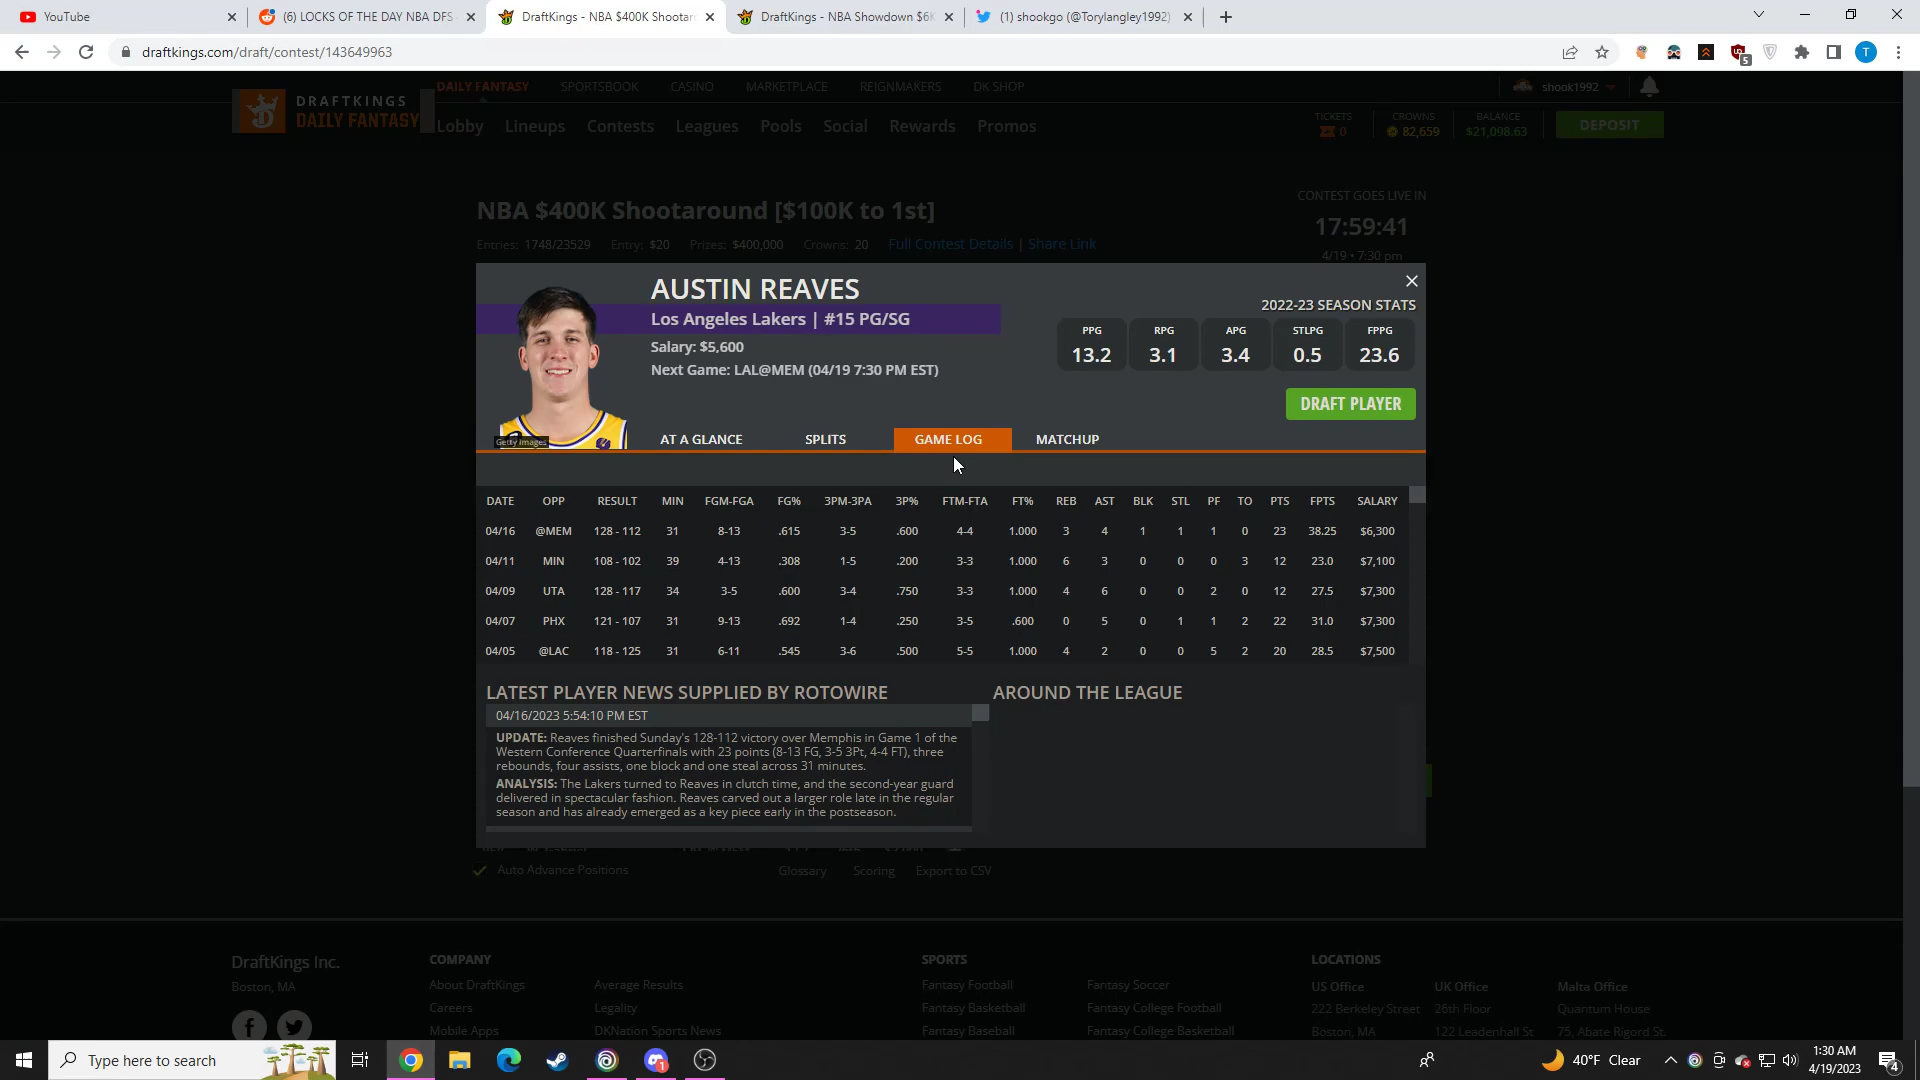 YouTube
(6) LOCKS OF THE DAY NBA DFS
DraftKings - NBA $400K Shootar
DraftKings - NBA Showdown $6K
(1) shookgo (@Torylangley1992)
draftkings.com/draft/contest/143649963
5
T
DRAFTKINGS
DAILY FANTASY
DAILY FANTASY SPORTSBOOK CASINO MARKETPLACE REIGNMAKERS DK SHOP
shook1992
Lobby Lineups Contests Leagues Pools Social Rewards Promos
TICKETS CROWNS BALANCE
0 82,659 $21,098.63
DEPOSIT
NBA $400K Shootaround [$100K to 1st]
CONTEST GOES LIVE IN
17:59:41
4/19 • 7:30 pm
Entries: 1748/23529 Entry: $20 Prizes: $400,000 Crowns: 20 Full Contest Details | Share Link
AUSTIN REAVES
Los Angeles Lakers | #15 PG/SG
Salary: $5,600
Next Game: LAL@MEM (04/19 7:30 PM EST)
2022-23 SEASON STATS
PPG RPG APG STLPG FPPG
13.2 3.1 3.4 0.5 23.6
DRAFT PLAYER
Getty Images
AT A GLANCE SPLITS GAME LOG MATCHUP
DATE OPP RESULT MIN FGM-FGA FG% 3PM-3PA 3P% FTM-FTA FT% REB AST BLK STL PF TO PTS FPTS SALARY
04/16 @MEM 128 - 112 31 8-13 .615 3-5 .600 4-4 1.000 3 4 1 1 1 0 23 38.25 $6,300
04/11 MIN 108 - 102 39 4-13 .308 1-5 .200 3-3 1.000 6 3 0 0 0 3 12 23.0 $7,100
04/09 UTA 128 - 117 34 3-5 .600 3-4 .750 3-3 1.000 4 6 0 0 2 0 12 27.5 $7,300
04/07 PHX 121 - 107 31 9-13 .692 1-4 .250 3-5 .600 0 5 0 1 1 2 22 31.0 $7,300
04/05 @LAC 118 - 125 31 6-11 .545 3-6 .500 5-5 1.000 4 2 0 0 5 2 20 28.5 $7,500
LATEST PLAYER NEWS SUPPLIED BY ROTOWIRE
AROUND THE LEAGUE
04/16/2023 5:54:10 PM EST
UPDATE: Reaves finished Sunday's 128-112 victory over Memphis in Game 1 of the
Western Conference Quarterfinals with 23 points (8-13 FG, 3-5 3Pt, 4-4 FT), three
rebounds, four assists, one block and one steal across 31 minutes.
ANALYSIS: The Lakers turned to Reaves in clutch time, and the second-year guard
delivered in spectacular fashion. Reaves carved out a larger role late in the regular
season and has already emerged as a key piece early in the postseason.
Auto Advance Positions
Glossary Scoring Export to CSV
DraftKings Inc.
Boston, MA
COMPANY
About DraftKings Average Results
Careers Legality
Mobile Apps DKNation Sports News
SPORTS
Fantasy Football Fantasy Soccer
Fantasy Basketball Fantasy College Football
Fantasy Baseball Fantasy College Basketball
LOCATIONS
US Office UK Office Malta Office
222 Berkeley Street 26th Floor Quantum House
Boston, MA 122 Leadenhall St 75, Abate Rigord St.
Type here to search
1
40°F Clear
1:30 AM
4/19/2023
4